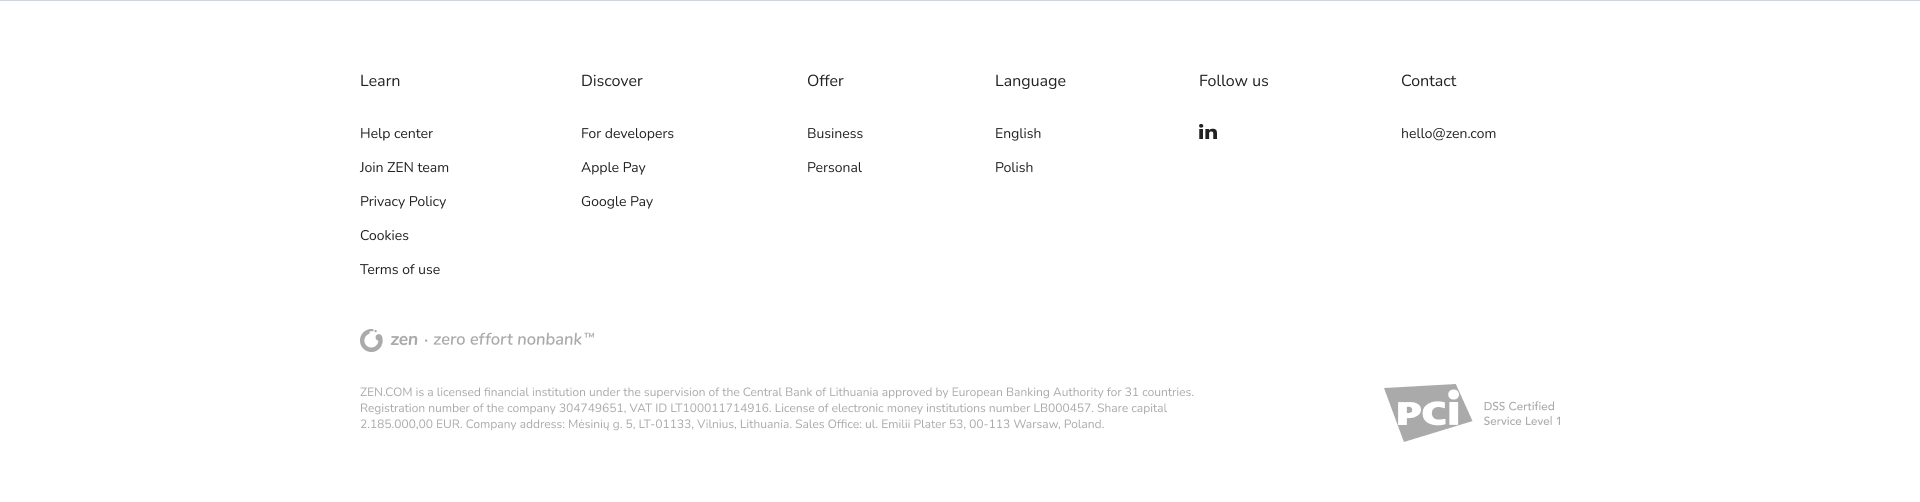 Learn
Help center
Join ZEN team
Privacy Policy
Cookies
Terms of use
Discover
For developers
Apple Pay
Google Pay
Offer
Business
Personal
Language
English
Polish
Follow us
in
Contact
hello@zen.com
zen · zero effort nonbank™
ZEN.COM is a licensed financial institution under the supervision of the Central Bank of Lithuania approved by European Banking Authority for 31 countries.
Registration number of the company 304749651, VAT ID LT100011714916. License of electronic money institutions number LB000457. Share capital
2.185.000,00 EUR. Company address: Mėsinių g. 5, LT-01133, Vilnius, Lithuania. Sales Office: ul. Emilii Plater 53, 00-113 Warsaw, Poland.
PCi
DSS Certified
Service Level 1